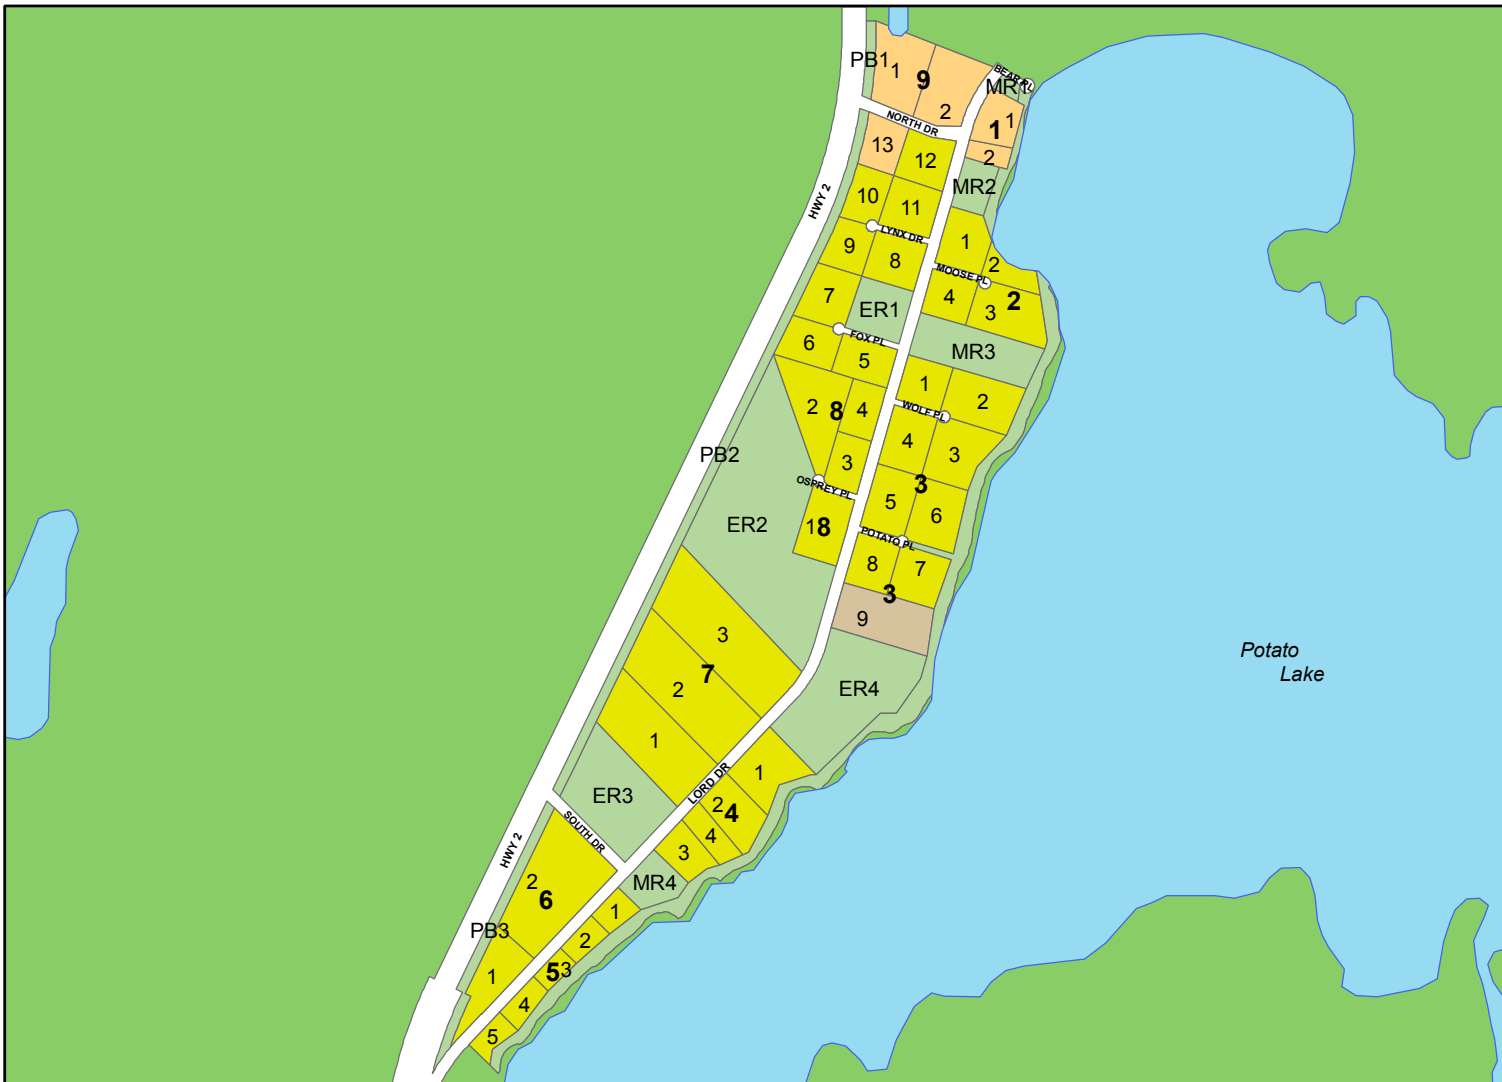 PB1
1
9
2
BEAR PL
MR1
1
1
2
NORTH DR
13
12
MR2
HWY 2
10
11
LYNX DR
9
8
1
2
MOOSE PL
4
3
2
7
ER1
FOX PL
6
5
MR3
1
2
WOLF PL
2
8
4
3
4
3
3
PB2
OSPREY PL
ER2
1
8
5
6
POTATO PL
8
7
3
9
3
7
2
1
ER4
Potato
Lake
ER3
LORD DR
1
2
4
4
3
SOUTH DR
HWY 2
MR4
2
6
PB3
1
1
2
5
3
4
5